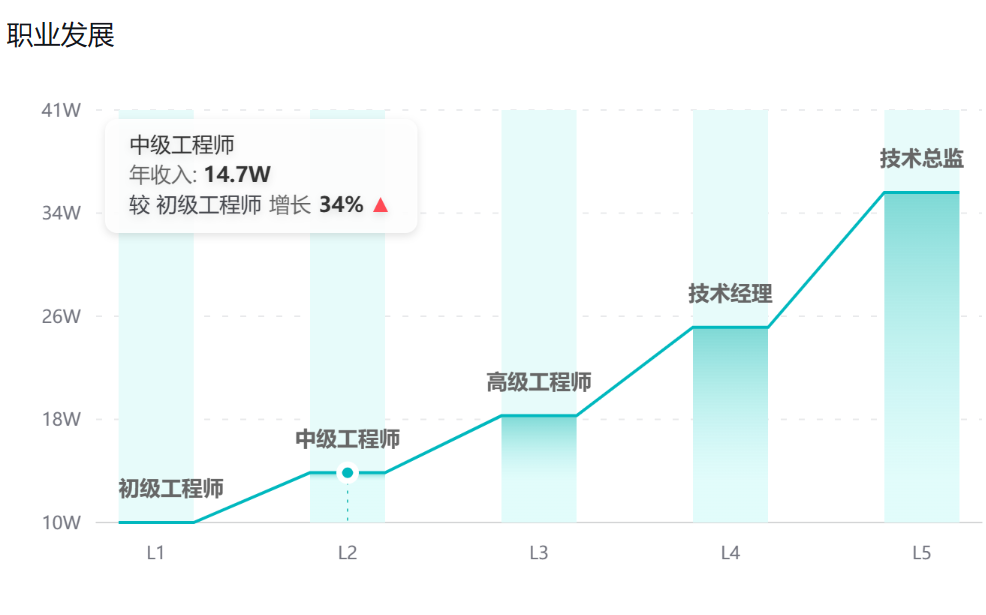 职业发展
41W
34W
26W
18W
10W
中级工程师
年收入: 14.7W
较 初级工程师 增长 34%
初级工程师
中级工程师
高级工程师
技术经理
技术总监
L1
L2
L3
L4
L5